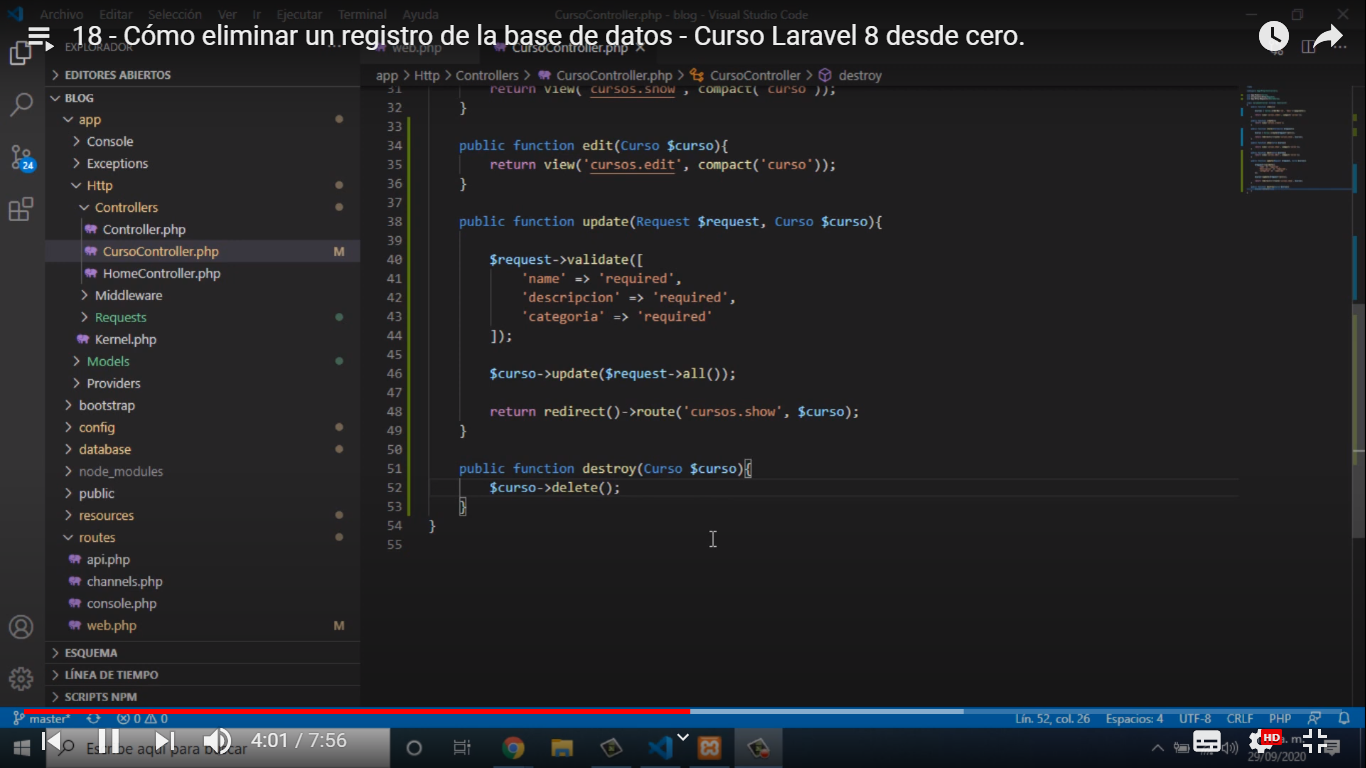 Archivo Editar Selección Ver Ir Ejecutar Terminal Ayuda
CursoController.php - blog - Visual Studio Code
18 - Cómo eliminar un registro de la base de datos - Curso Laravel 8 desde cero.
EXPLORADOR
web.php
CursoController.php
EDITORES ABIERTOS
app > Http > Controllers > CursoController.php > CursoController > destroy
BLOG
app
Console
Exceptions
24
Http
Controllers
Controller.php
CursoController.php M
HomeController.php
Middleware
Requests
Kernel.php
Models
Providers
bootstrap
config
database
node_modules
public
resources
routes
api.php
channels.php
console.php
web.php M
ESQUEMA
LÍNEA DE TIEMPO
SCRIPTS NPM
31 return view('cursos.show', compact('curso'));
32 }
33
34 public function edit(Curso $curso){
35 return view('cursos.edit', compact('curso'));
36 }
37
38 public function update(Request $request, Curso $curso){
39
40 $request->validate([
41 'name' => 'required',
42 'descripcion' => 'required',
43 'categoria' => 'required'
44 ]);
45
46 $curso->update($request->all());
47
48 return redirect()->route('cursos.show', $curso);
49 }
50
51 public function destroy(Curso $curso){
52 $curso->delete();
53 }
54 }
55
master* 0 0 Lín. 52, col. 26 Espacios: 4 UTF-8 CRLF PHP
Escribe aquí para buscar
4:01 / 7:56
HD
29/09/2020